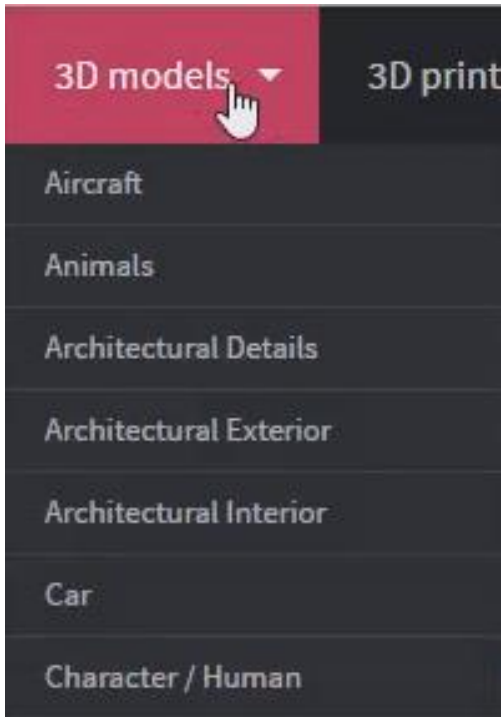 3D models 3D print
Aircraft
Animals
Architectural Details
Architectural Exterior
Architectural Interior
Car
Character / Human